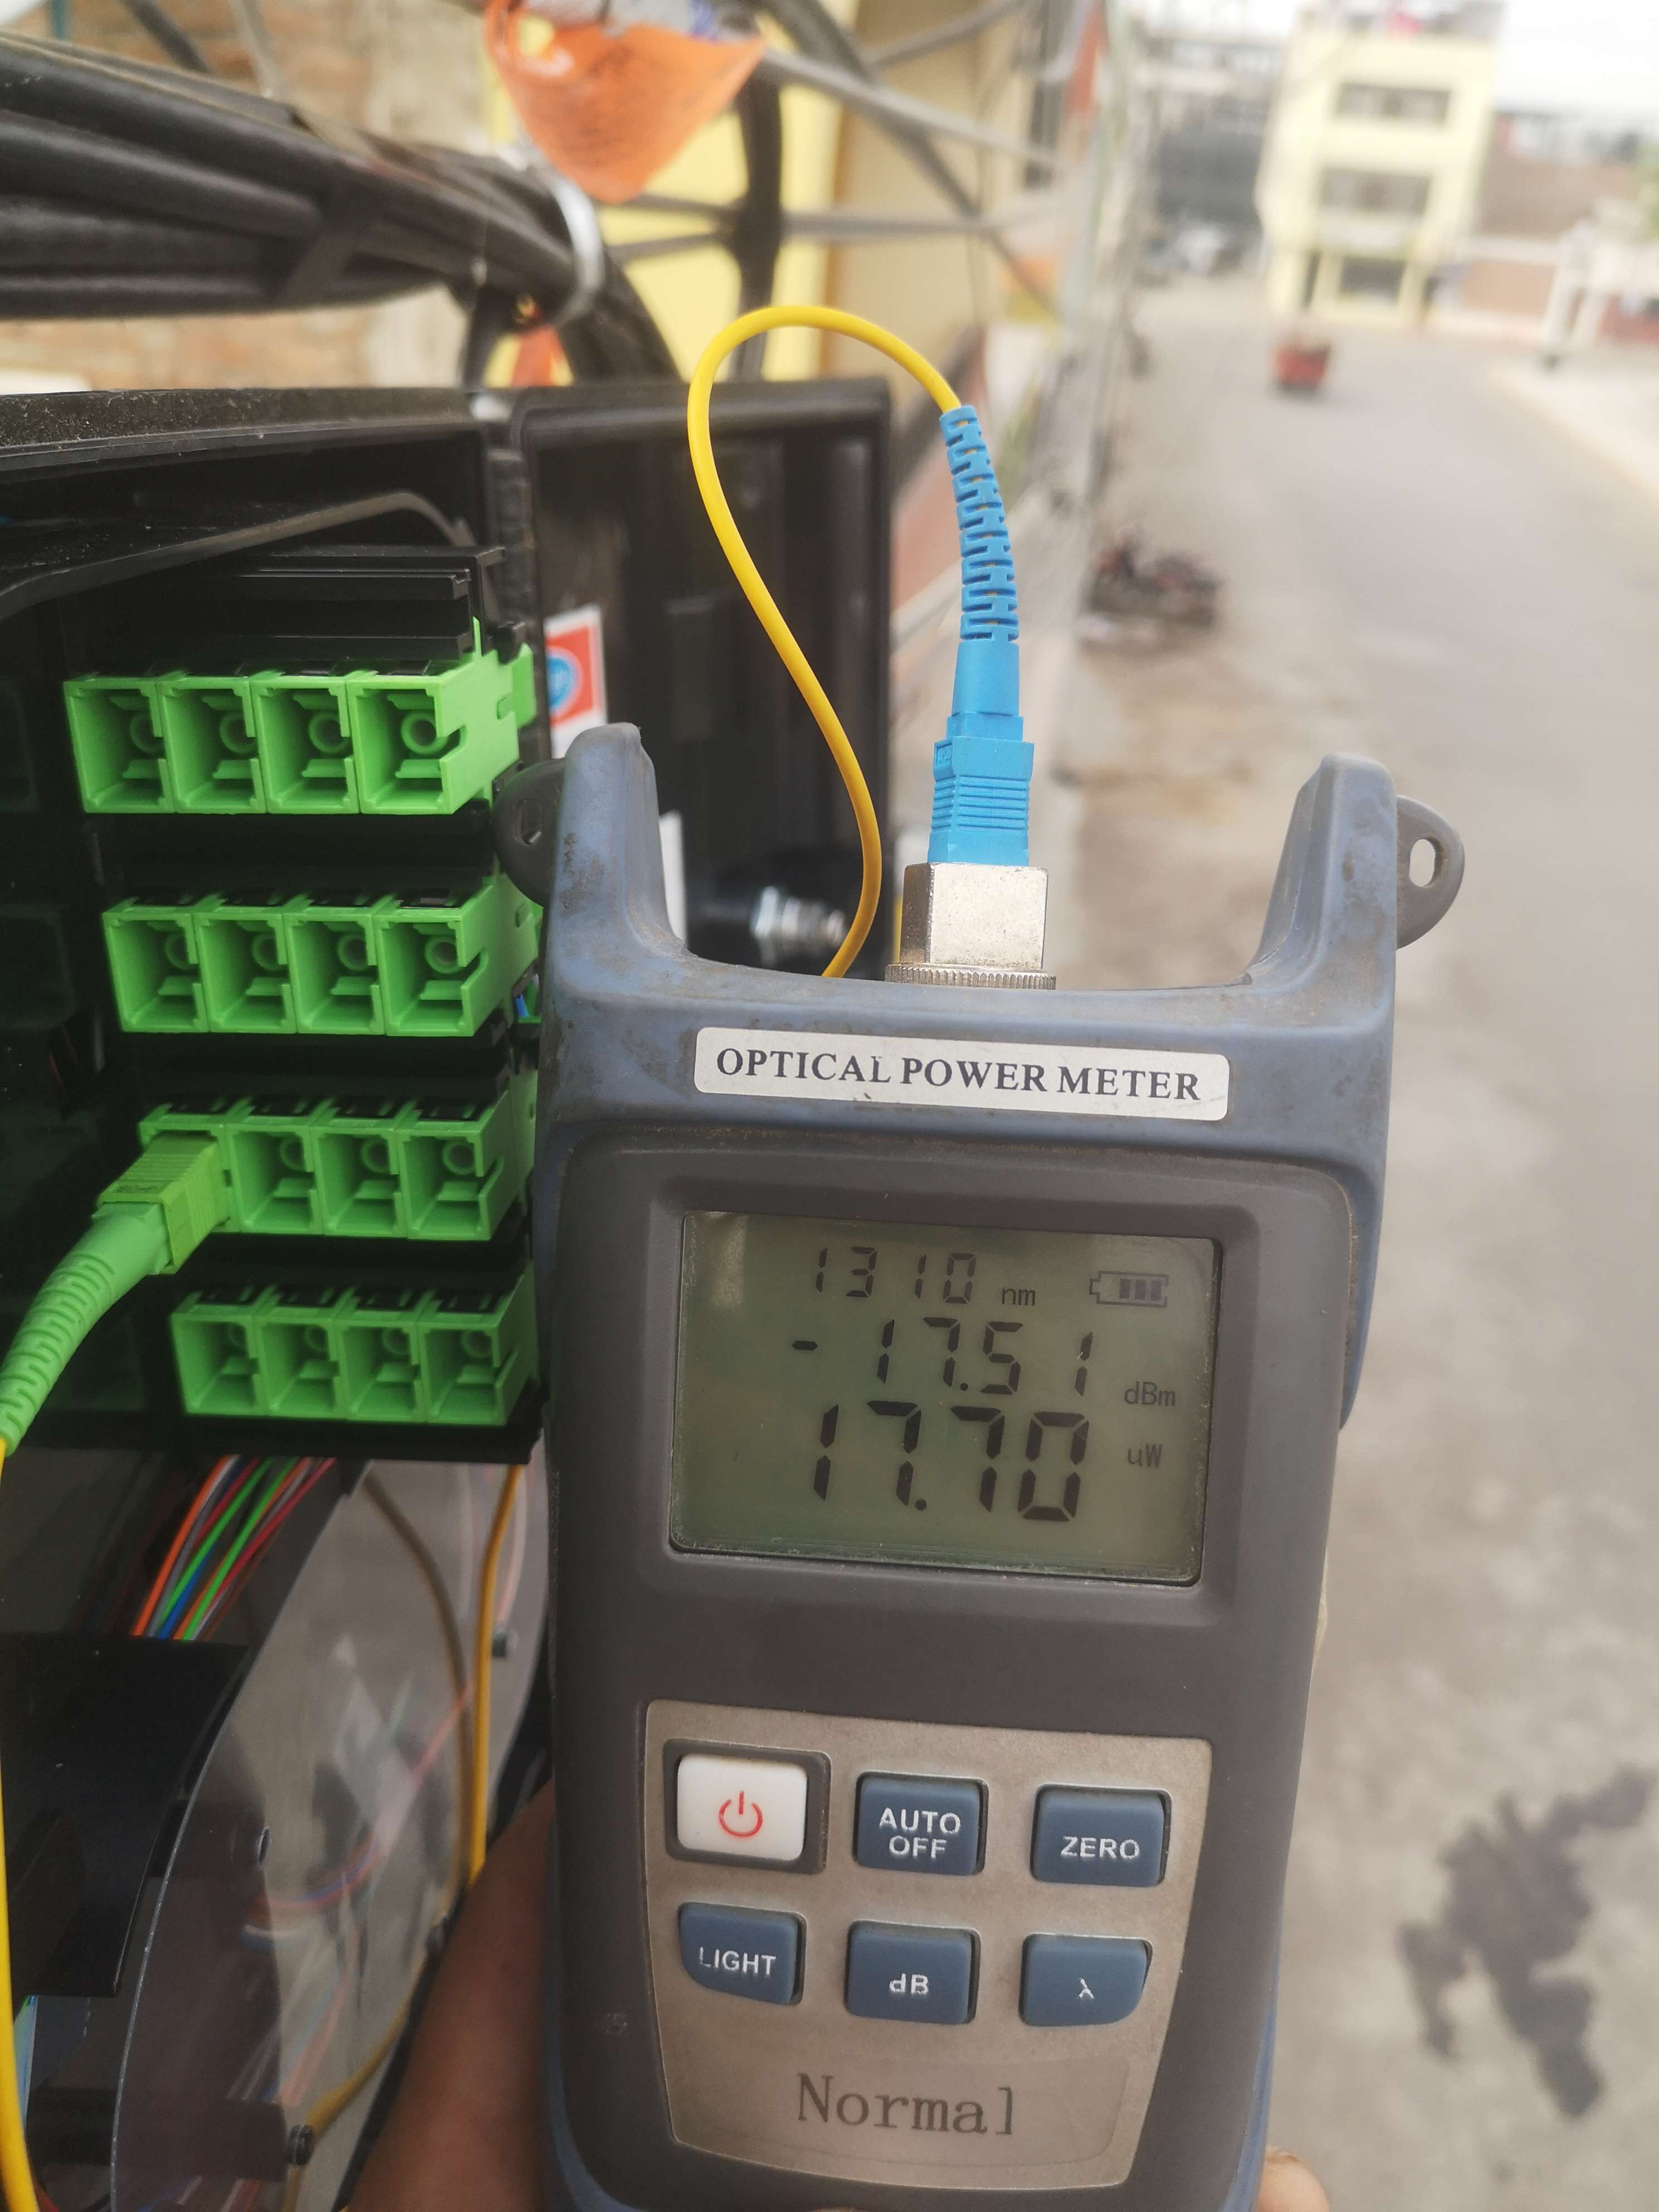 OPTICAL POWER METER
1310 nm
-17.51 dBm
17.70 uW
AUTO OFF
ZERO
LIGHT
dB
λ
Normal